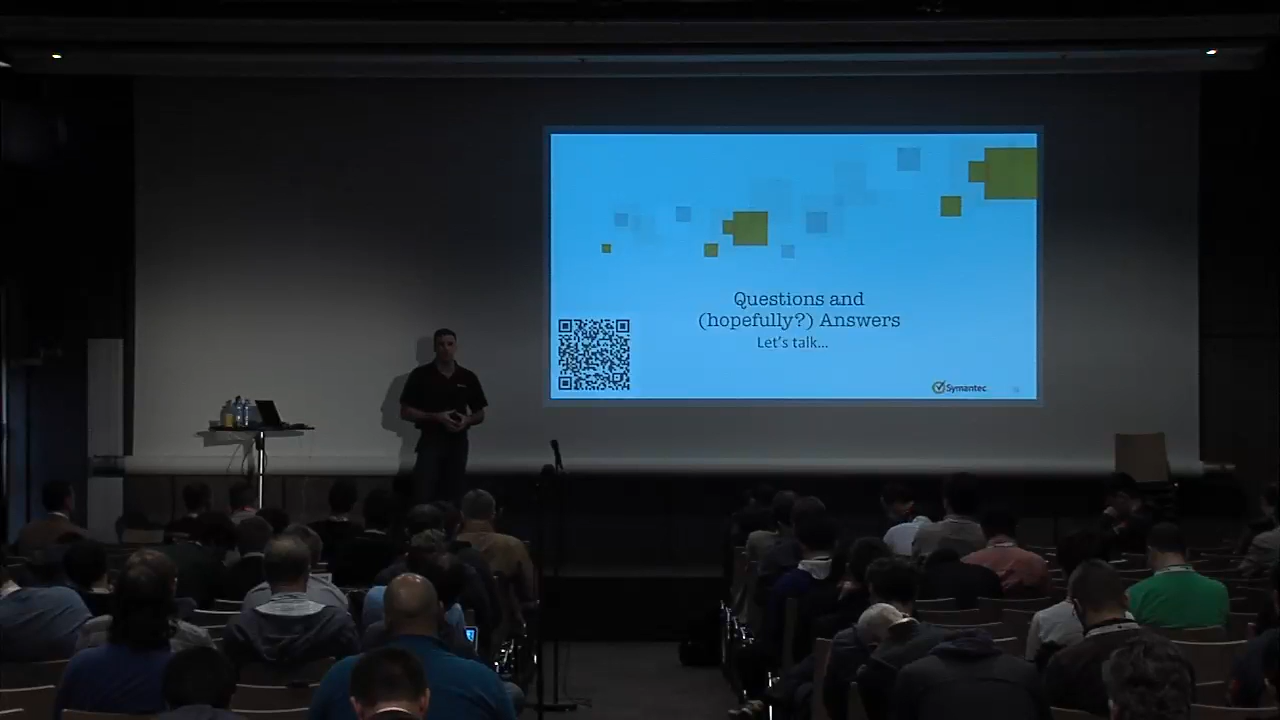 Questions and
(hopefully?) Answers
Let's talk...
Symantec